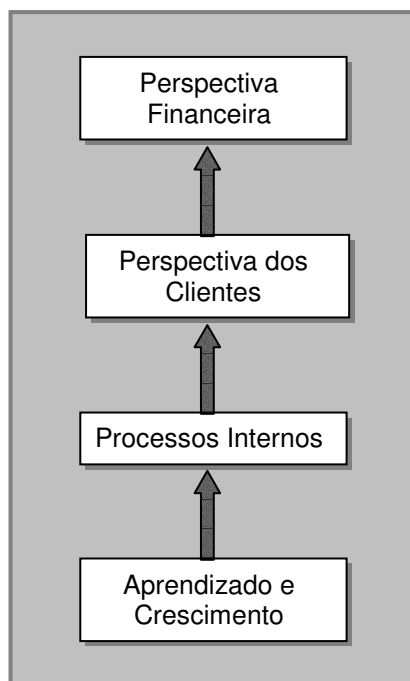 Perspectiva
Financeira
Perspectiva dos
Clientes
Processos Internos
Aprendizado e
Crescimento